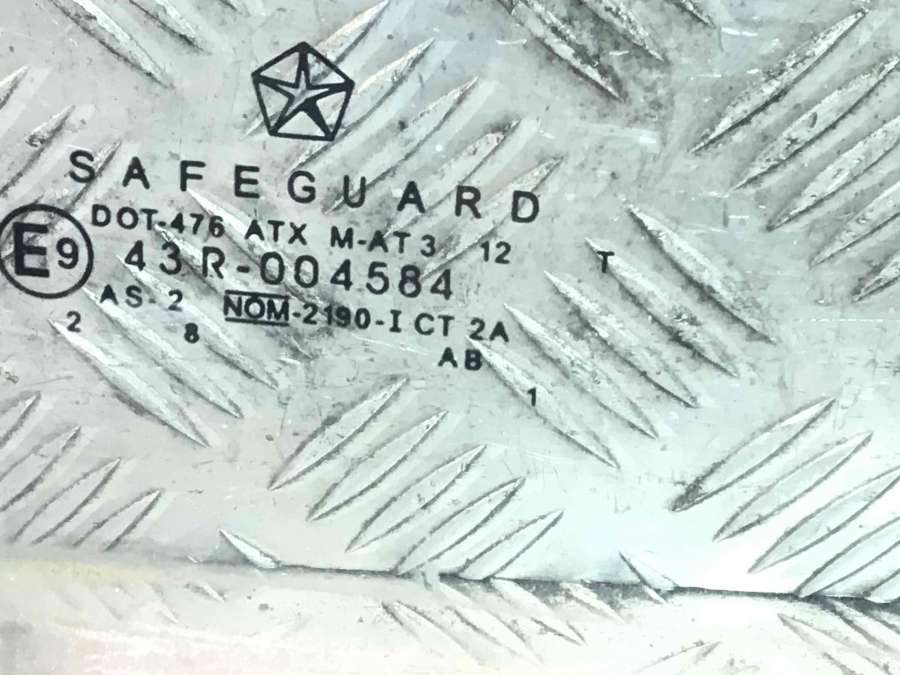 SAFEGUARD
DOT-476 ATX M-AT3 12
E9 43R-004584 T
AS-2 NOM-2190-I CT 2A
2 8 AB
1